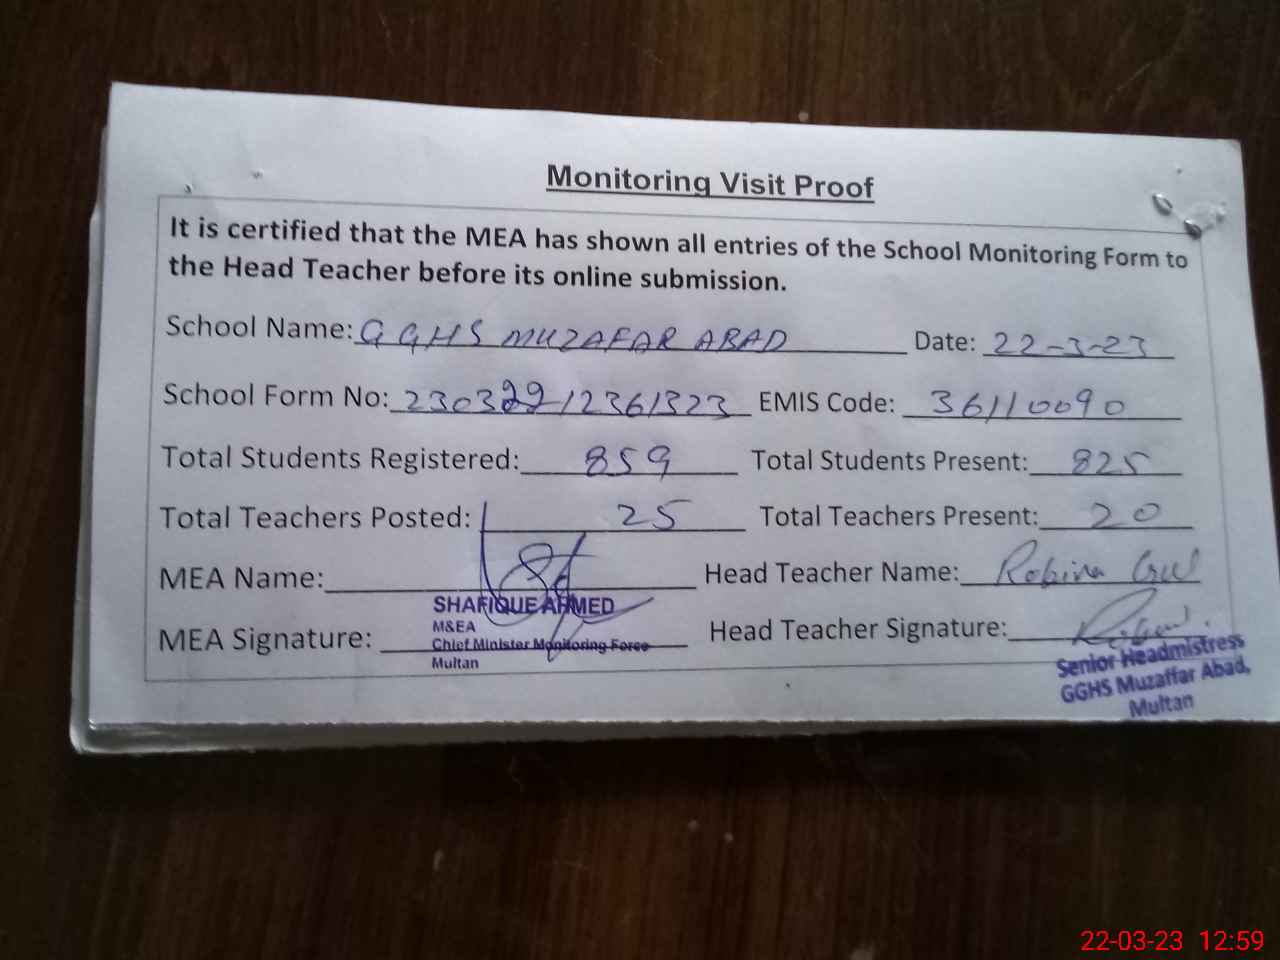 Monitoring Visit Proof
It is certified that the MEA has shown all entries of the School Monitoring Form to
the Head Teacher before its online submission.
School Name: GGHS MUZAFAR ABAD Date: 22-3-23
School Form No: 23032212361323 EMIS Code: 36110090
Total Students Registered: 859 Total Students Present: 825
Total Teachers Posted: 25 Total Teachers Present: 20
MEA Name: Head Teacher Name: Robina Gul
SHAFIQUE AHMED
M&EA
MEA Signature: Head Teacher Signature:
Chief Minister Monitoring Force
Multan
Senior Headmistress
GGHS Muzaffar Abad,
Multan
22-03-23 12:59